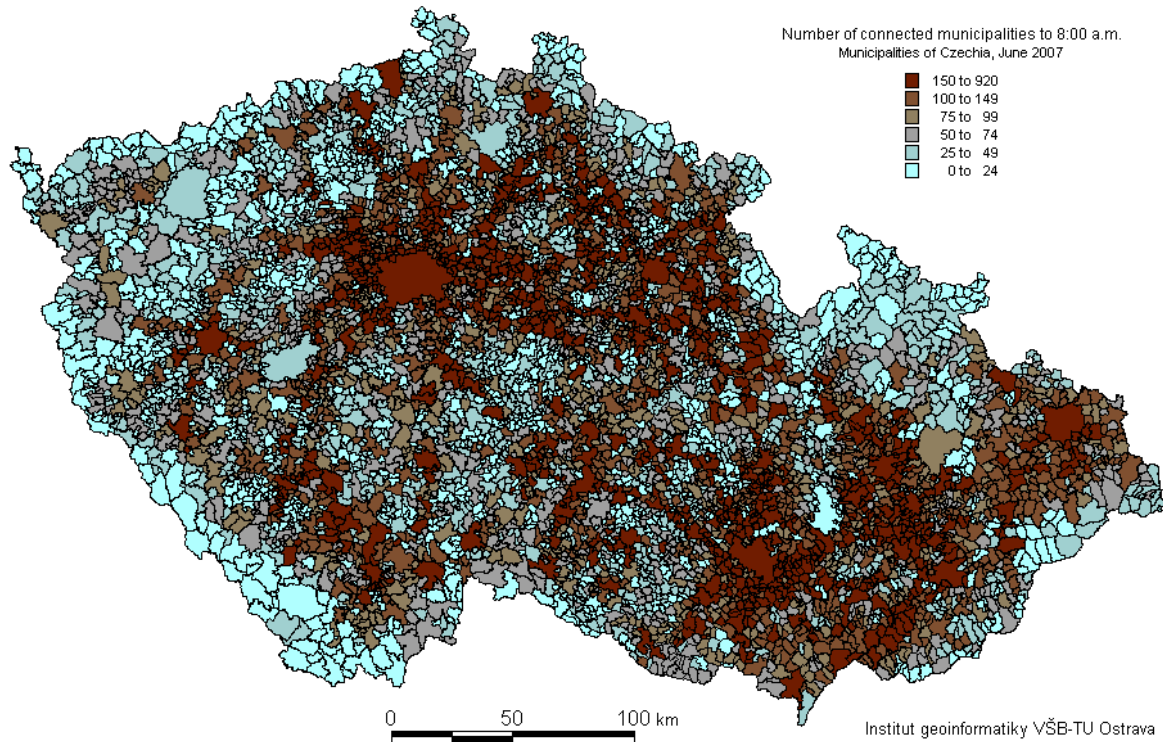 Number of connected municipalities to 8:00 a.m.
Municipalities of Czechia, June 2007
150 to 920
100 to 149
75 to 99
50 to 74
25 to 49
0 to 24
0 50 100 km
Institut geoinformatiky VŠB-TU Ostrava